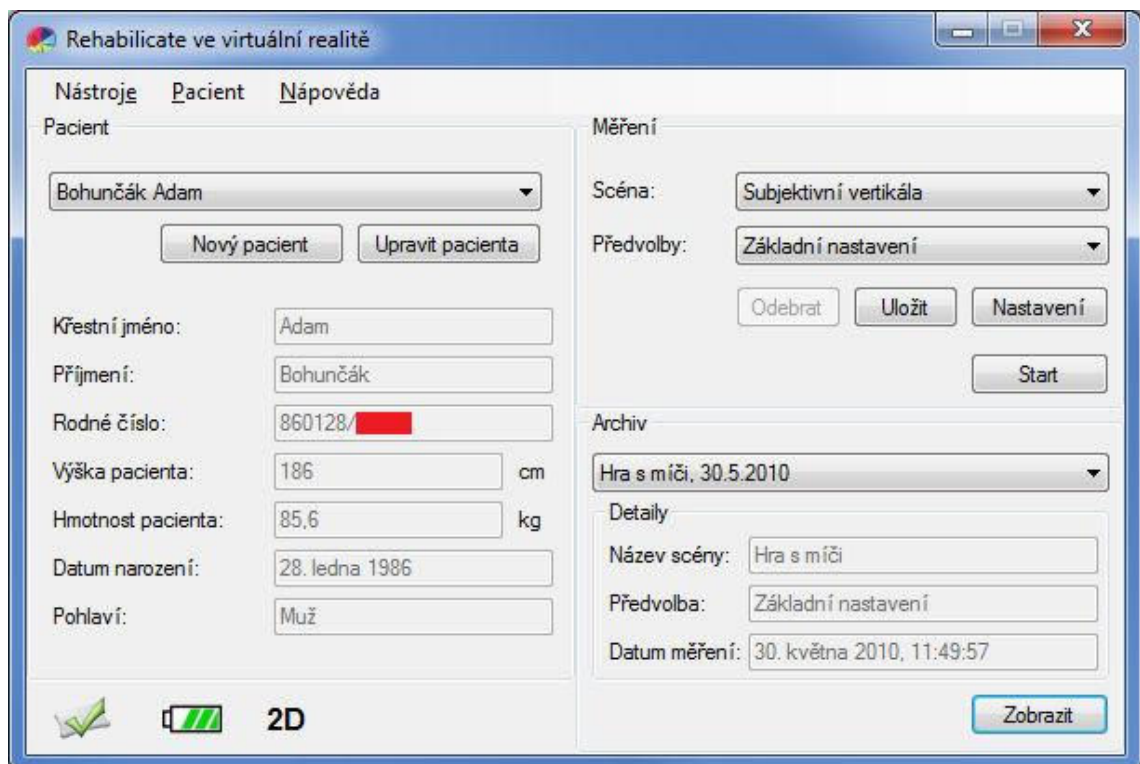 Rehabilicate ve virtuální realitě
Nástroje Pacient Nápověda
Pacient
Bohunčák Adam
Nový pacient Upravit pacienta
Křestní jméno: Adam
Příjmení: Bohunčák
Rodné číslo: 860128/
Výška pacienta: 186 cm
Hmotnost pacienta: 85,6 kg
Datum narození: 28. ledna 1986
Pohlaví: Muž
2D
Měření
Scéna: Subjektivní vertikála
Předvolby: Základní nastavení
Odebrat Uložit Nastavení
Start
Archiv
Hra s míči, 30.5.2010
Detaily
Název scény: Hra s míči
Předvolba: Základní nastavení
Datum měření: 30. května 2010, 11:49:57
Zobrazit